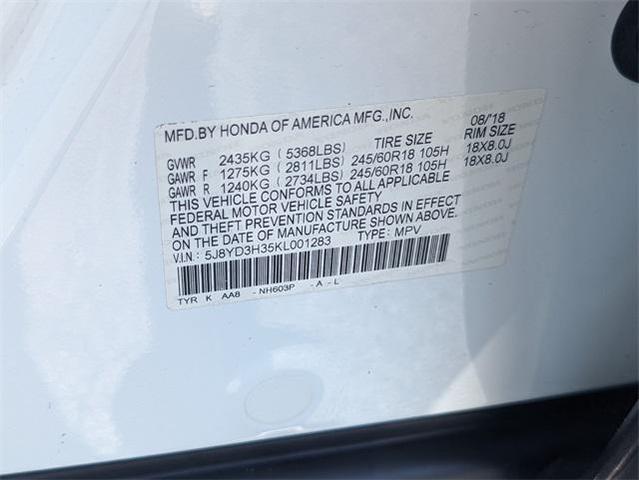 MFD.BY HONDA OF AMERICA MFG.,INC. 08/'18
TIRE SIZE RIM SIZE
GVWR 2435KG (5368LBS)
GAWR F 1275KG (2811LBS) 245/60R18 105H 18X8.0J
GAWR R 1240KG (2734LBS) 245/60R18 105H 18X8.0J
THIS VEHICLE CONFORMS TO ALL APPLICABLE
FEDERAL MOTOR VEHICLE SAFETY
AND THEFT PREVENTION STANDARDS IN EFFECT
ON THE DATE OF MANUFACTURE SHOWN ABOVE.
V.I.N.: 5J8YD3H35KL001283 TYPE: MPV
TYR K AA8 -NH603P -A-L